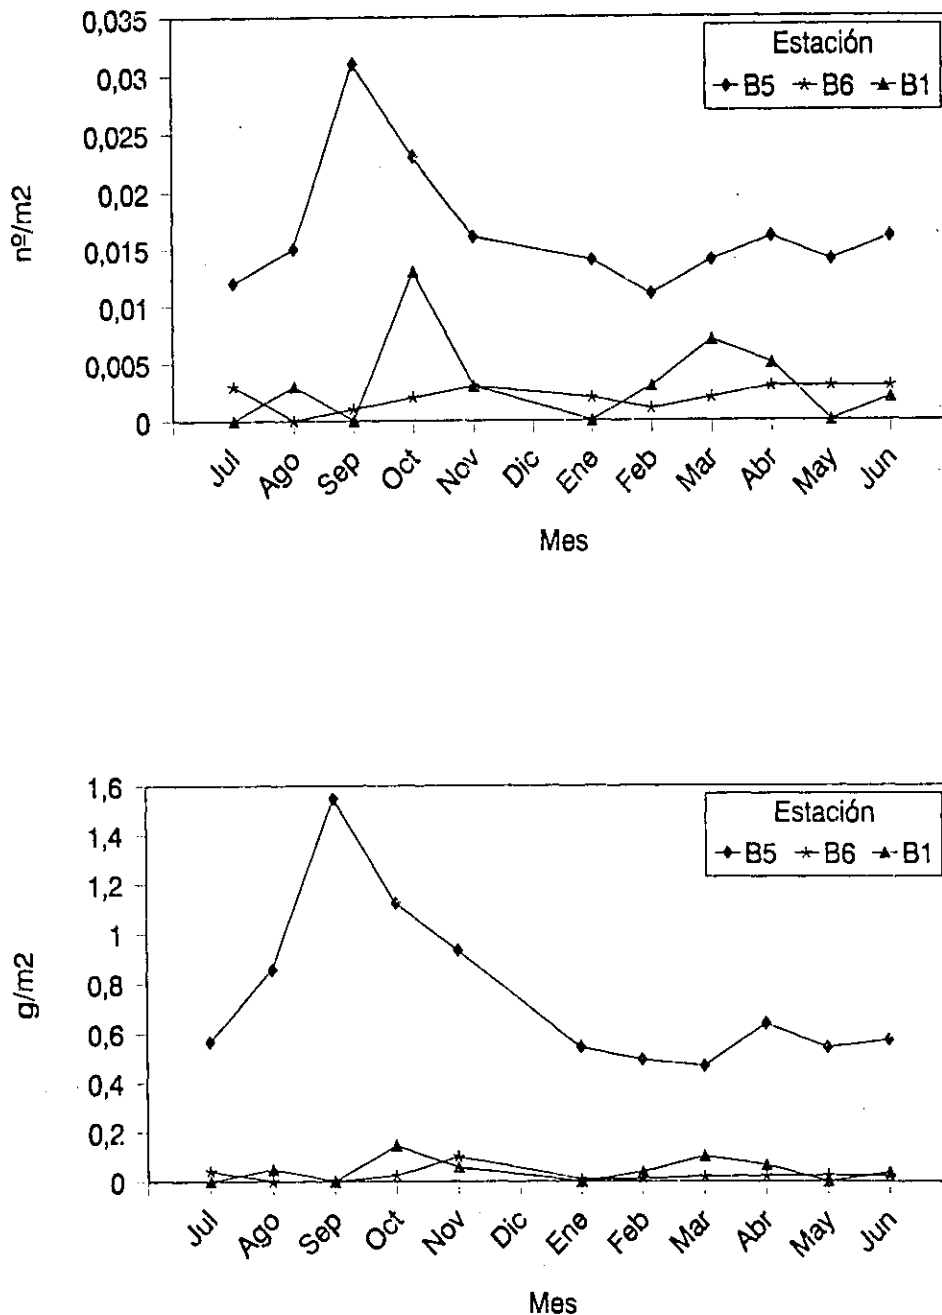 0,035
0,03
0,025
0,02
0,015
0,01
0,005
0
nº/m2
Estación
B5 B6 B1
Jul Ago Sep Oct Nov Dic Ene Feb Mar Abr May Jun
Mes
1,6
1,4
1,2
1
0,8
0,6
0,4
0,2
0
g/m2
Estación
B5 B6 B1
Jul Ago Sep Oct Nov Dic Ene Feb Mar Abr May Jun
Mes